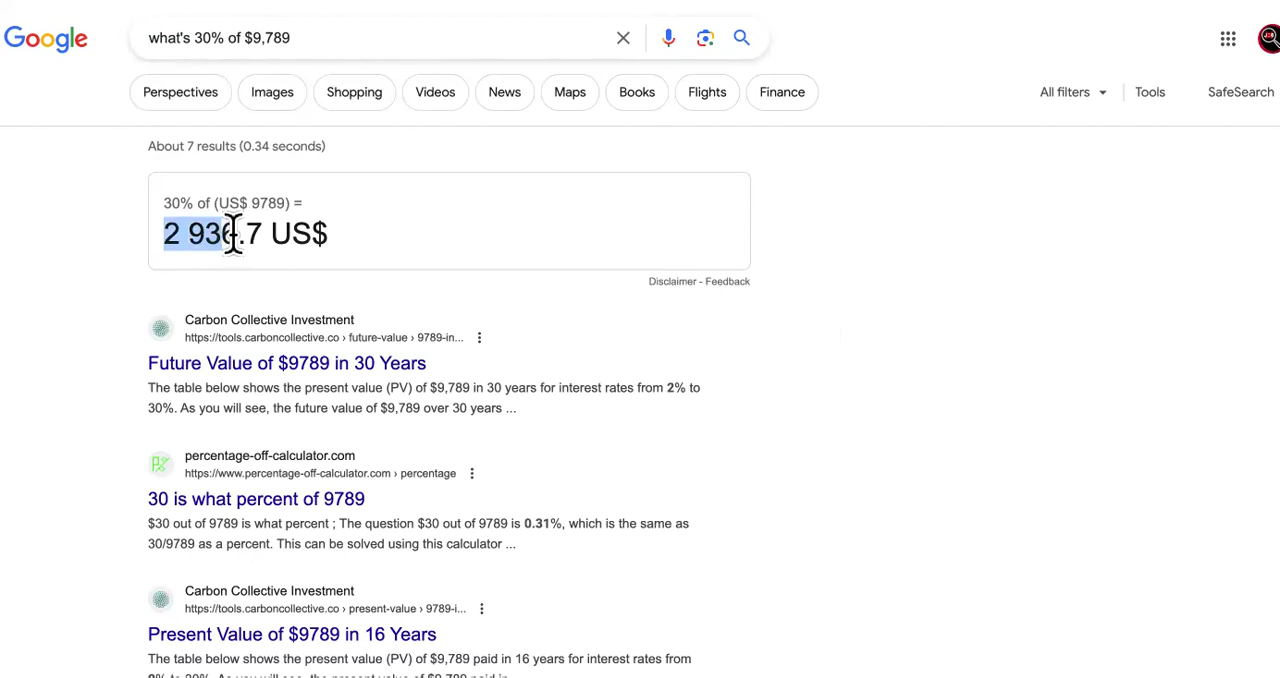 Google
what's 30% of $9,789
Perspectives
Images
Shopping
Videos
News
Maps
Books
Flights
Finance
All filters
Tools
SafeSearch
About 7 results (0.34 seconds)
30% of (US$ 9789) =
2 936.7 US$
Disclaimer - Feedback
Carbon Collective Investment
https://tools.carboncollective.co › future-value › 9789-in...
Future Value of $9789 in 30 Years
The table below shows the present value (PV) of $9,789 in 30 years for interest rates from 2% to
30%. As you will see, the future value of $9,789 over 30 years ...
percentage-off-calculator.com
https://www.percentage-off-calculator.com › percentage
30 is what percent of 9789
$30 out of 9789 is what percent ; The question $30 out of 9789 is 0.31%, which is the same as
30/9789 as a percent. This can be solved using this calculator ...
Carbon Collective Investment
https://tools.carboncollective.co › present-value › 9789-i...
Present Value of $9789 in 16 Years
The table below shows the present value (PV) of $9,789 paid in 16 years for interest rates from